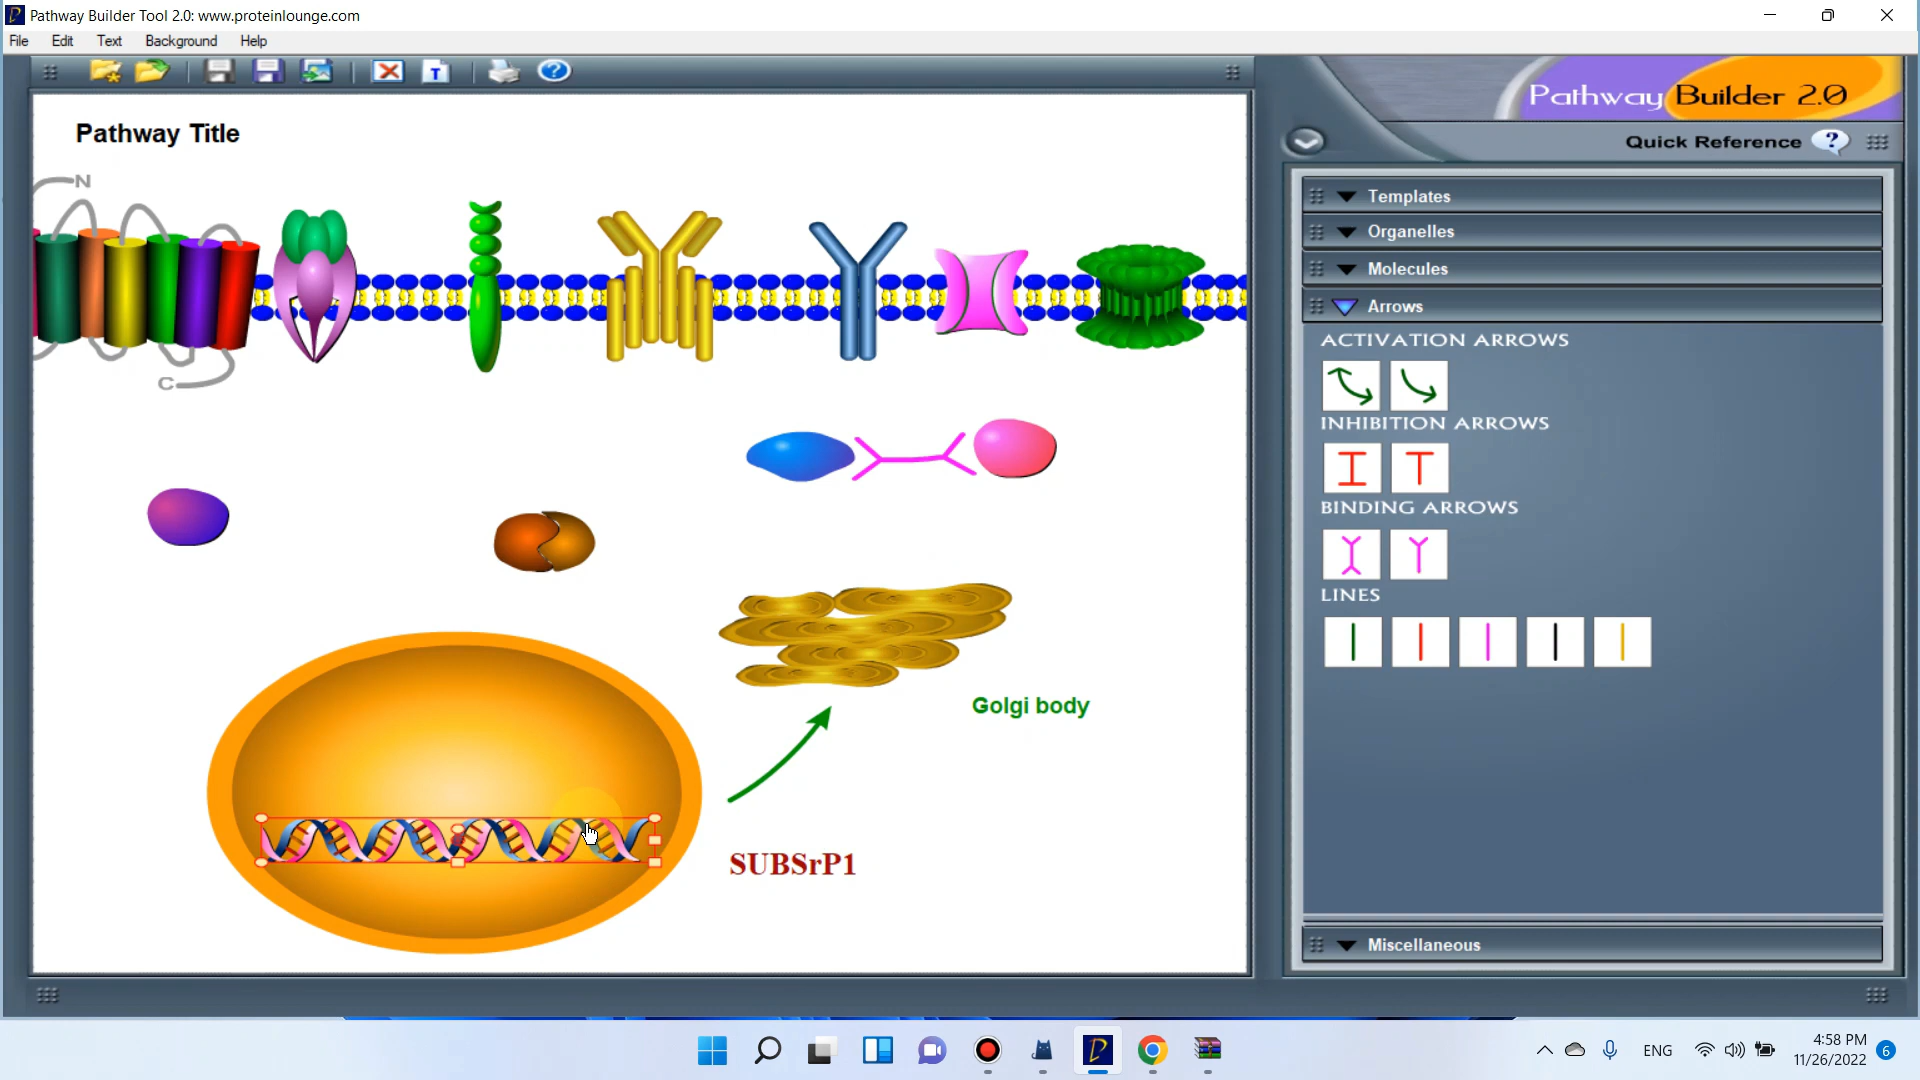 Pathway Builder Tool 2.0: www.proteinlounge.com
File Edit Text Background Help
T
?
Pathway Builder 2.0
Quick Reference ?
Pathway Title
N
C
Golgi body
SUBSrP1
Templates
Organelles
Molecules
Arrows
ACTIVATION ARROWS
INHIBITION ARROWS
BINDING ARROWS
LINES
Miscellaneous
ENG
4:58 PM
11/26/2022
6